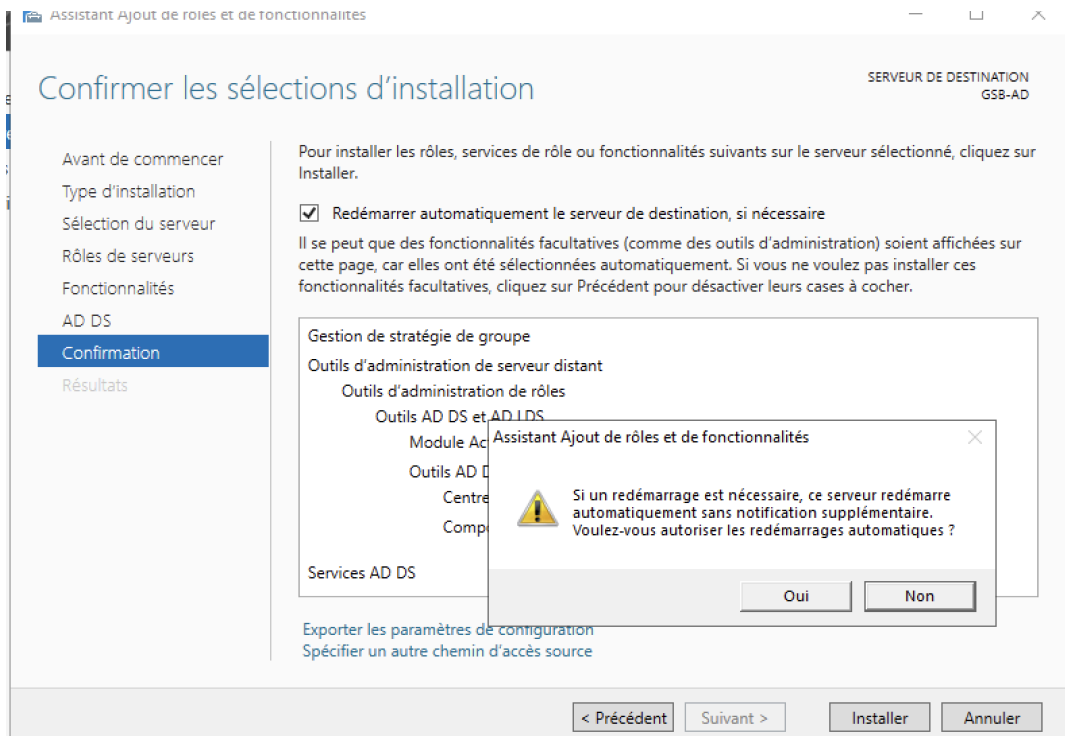 Assistant Ajout de rôles et de fonctionnalités
Confirmer les sélections d'installation
SERVEUR DE DESTINATION
GSB-AD
Avant de commencer
Type d'installation
Sélection du serveur
Rôles de serveurs
Fonctionnalités
AD DS
Confirmation
Résultats
Pour installer les rôles, services de rôle ou fonctionnalités suivants sur le serveur sélectionné, cliquez sur
Installer.
Redémarrer automatiquement le serveur de destination, si nécessaire
Il se peut que des fonctionnalités facultatives (comme des outils d'administration) soient affichées sur
cette page, car elles ont été sélectionnées automatiquement. Si vous ne voulez pas installer ces
fonctionnalités facultatives, cliquez sur Précédent pour désactiver leurs cases à cocher.
Gestion de stratégie de groupe
Outils d'administration de serveur distant
Outils d'administration de rôles
Outils AD DS et AD LDS
Module
Outils AD
Centre
Services AD DS
Assistant Ajout de rôles et de fonctionnalités
Si un redémarrage est nécessaire, ce serveur redémarre
automatiquement sans notification supplémentaire.
Voulez-vous autoriser les redémarrages automatiques ?
Oui
Non
Exporter les paramètres de configuration
Spécifier un autre chemin d'accès source
< Précédent
Suivant >
Installer
Annuler